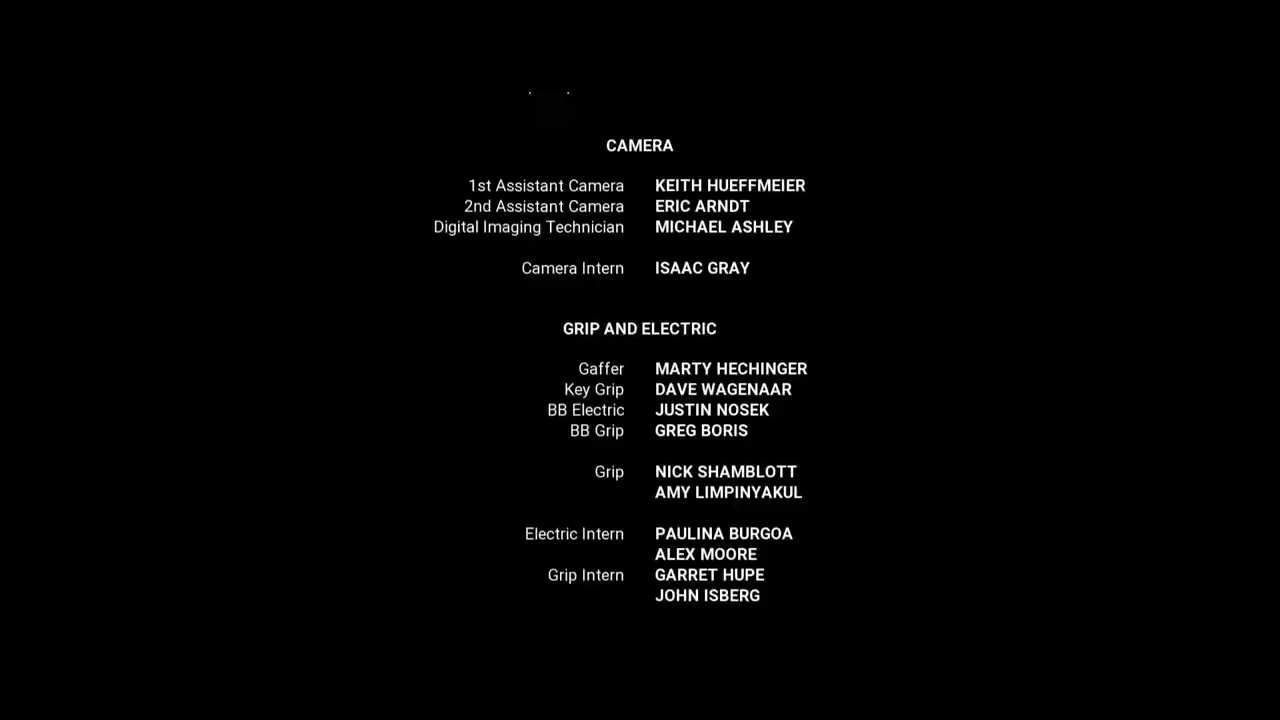 CAMERA
1st Assistant Camera KEITH HUEFFMEIER
2nd Assistant Camera ERIC ARNDT
Digital Imaging Technician MICHAEL ASHLEY
Camera Intern ISAAC GRAY
GRIP AND ELECTRIC
Gaffer MARTY HECHINGER
Key Grip DAVE WAGENAAR
BB Electric JUSTIN NOSEK
BB Grip GREG BORIS
Grip NICK SHAMBLOTT
AMY LIMPINYAKUL
Electric Intern PAULINA BURGOA
ALEX MOORE
Grip Intern GARRET HUPE
JOHN ISBERG